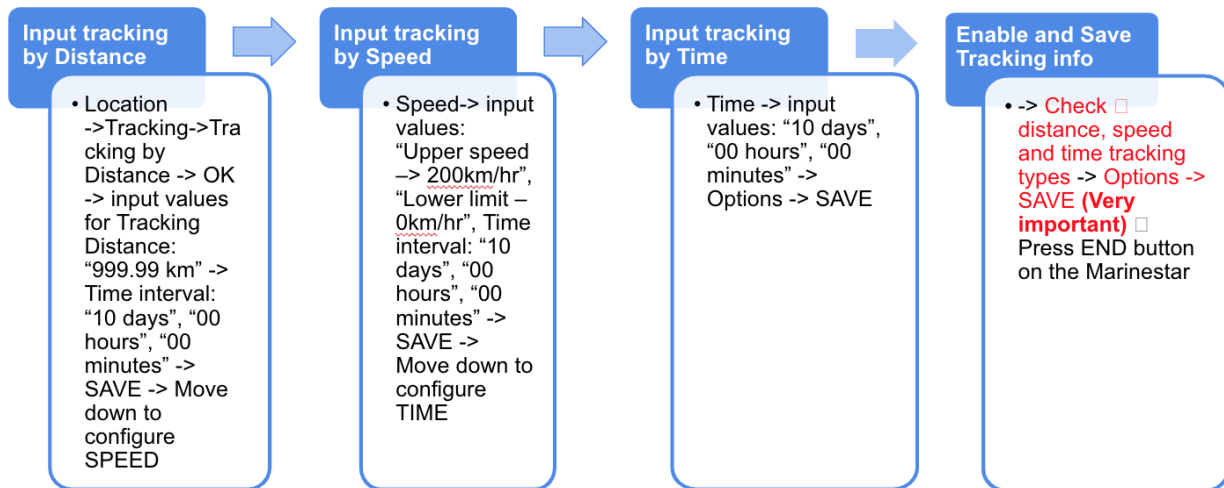 Input tracking
by Distance
• Location
->Tracking->Tra
cking by
Distance -> OK
-> input values
for Tracking
Distance:
“999.99 km” ->
Time interval:
“10 days”, “00
hours”, “00
minutes” ->
SAVE -> Move
down to
configure
SPEED
Input tracking
by Speed
• Speed-> input
values:
“Upper speed
–> 200km/hr”,
“Lower limit –
0km/hr”, Time
interval: “10
days”, “00
hours”, “00
minutes” ->
SAVE ->
Move down to
configure
TIME
Input tracking
by Time
• Time -> input
values: “10 days”,
“00 hours”, “00
minutes” ->
Options -> SAVE
Enable and Save
Tracking info
• -> Check □
distance, speed
and time tracking
types -> Options ->
SAVE (Very
important) □
Press END button
on the Marinestar